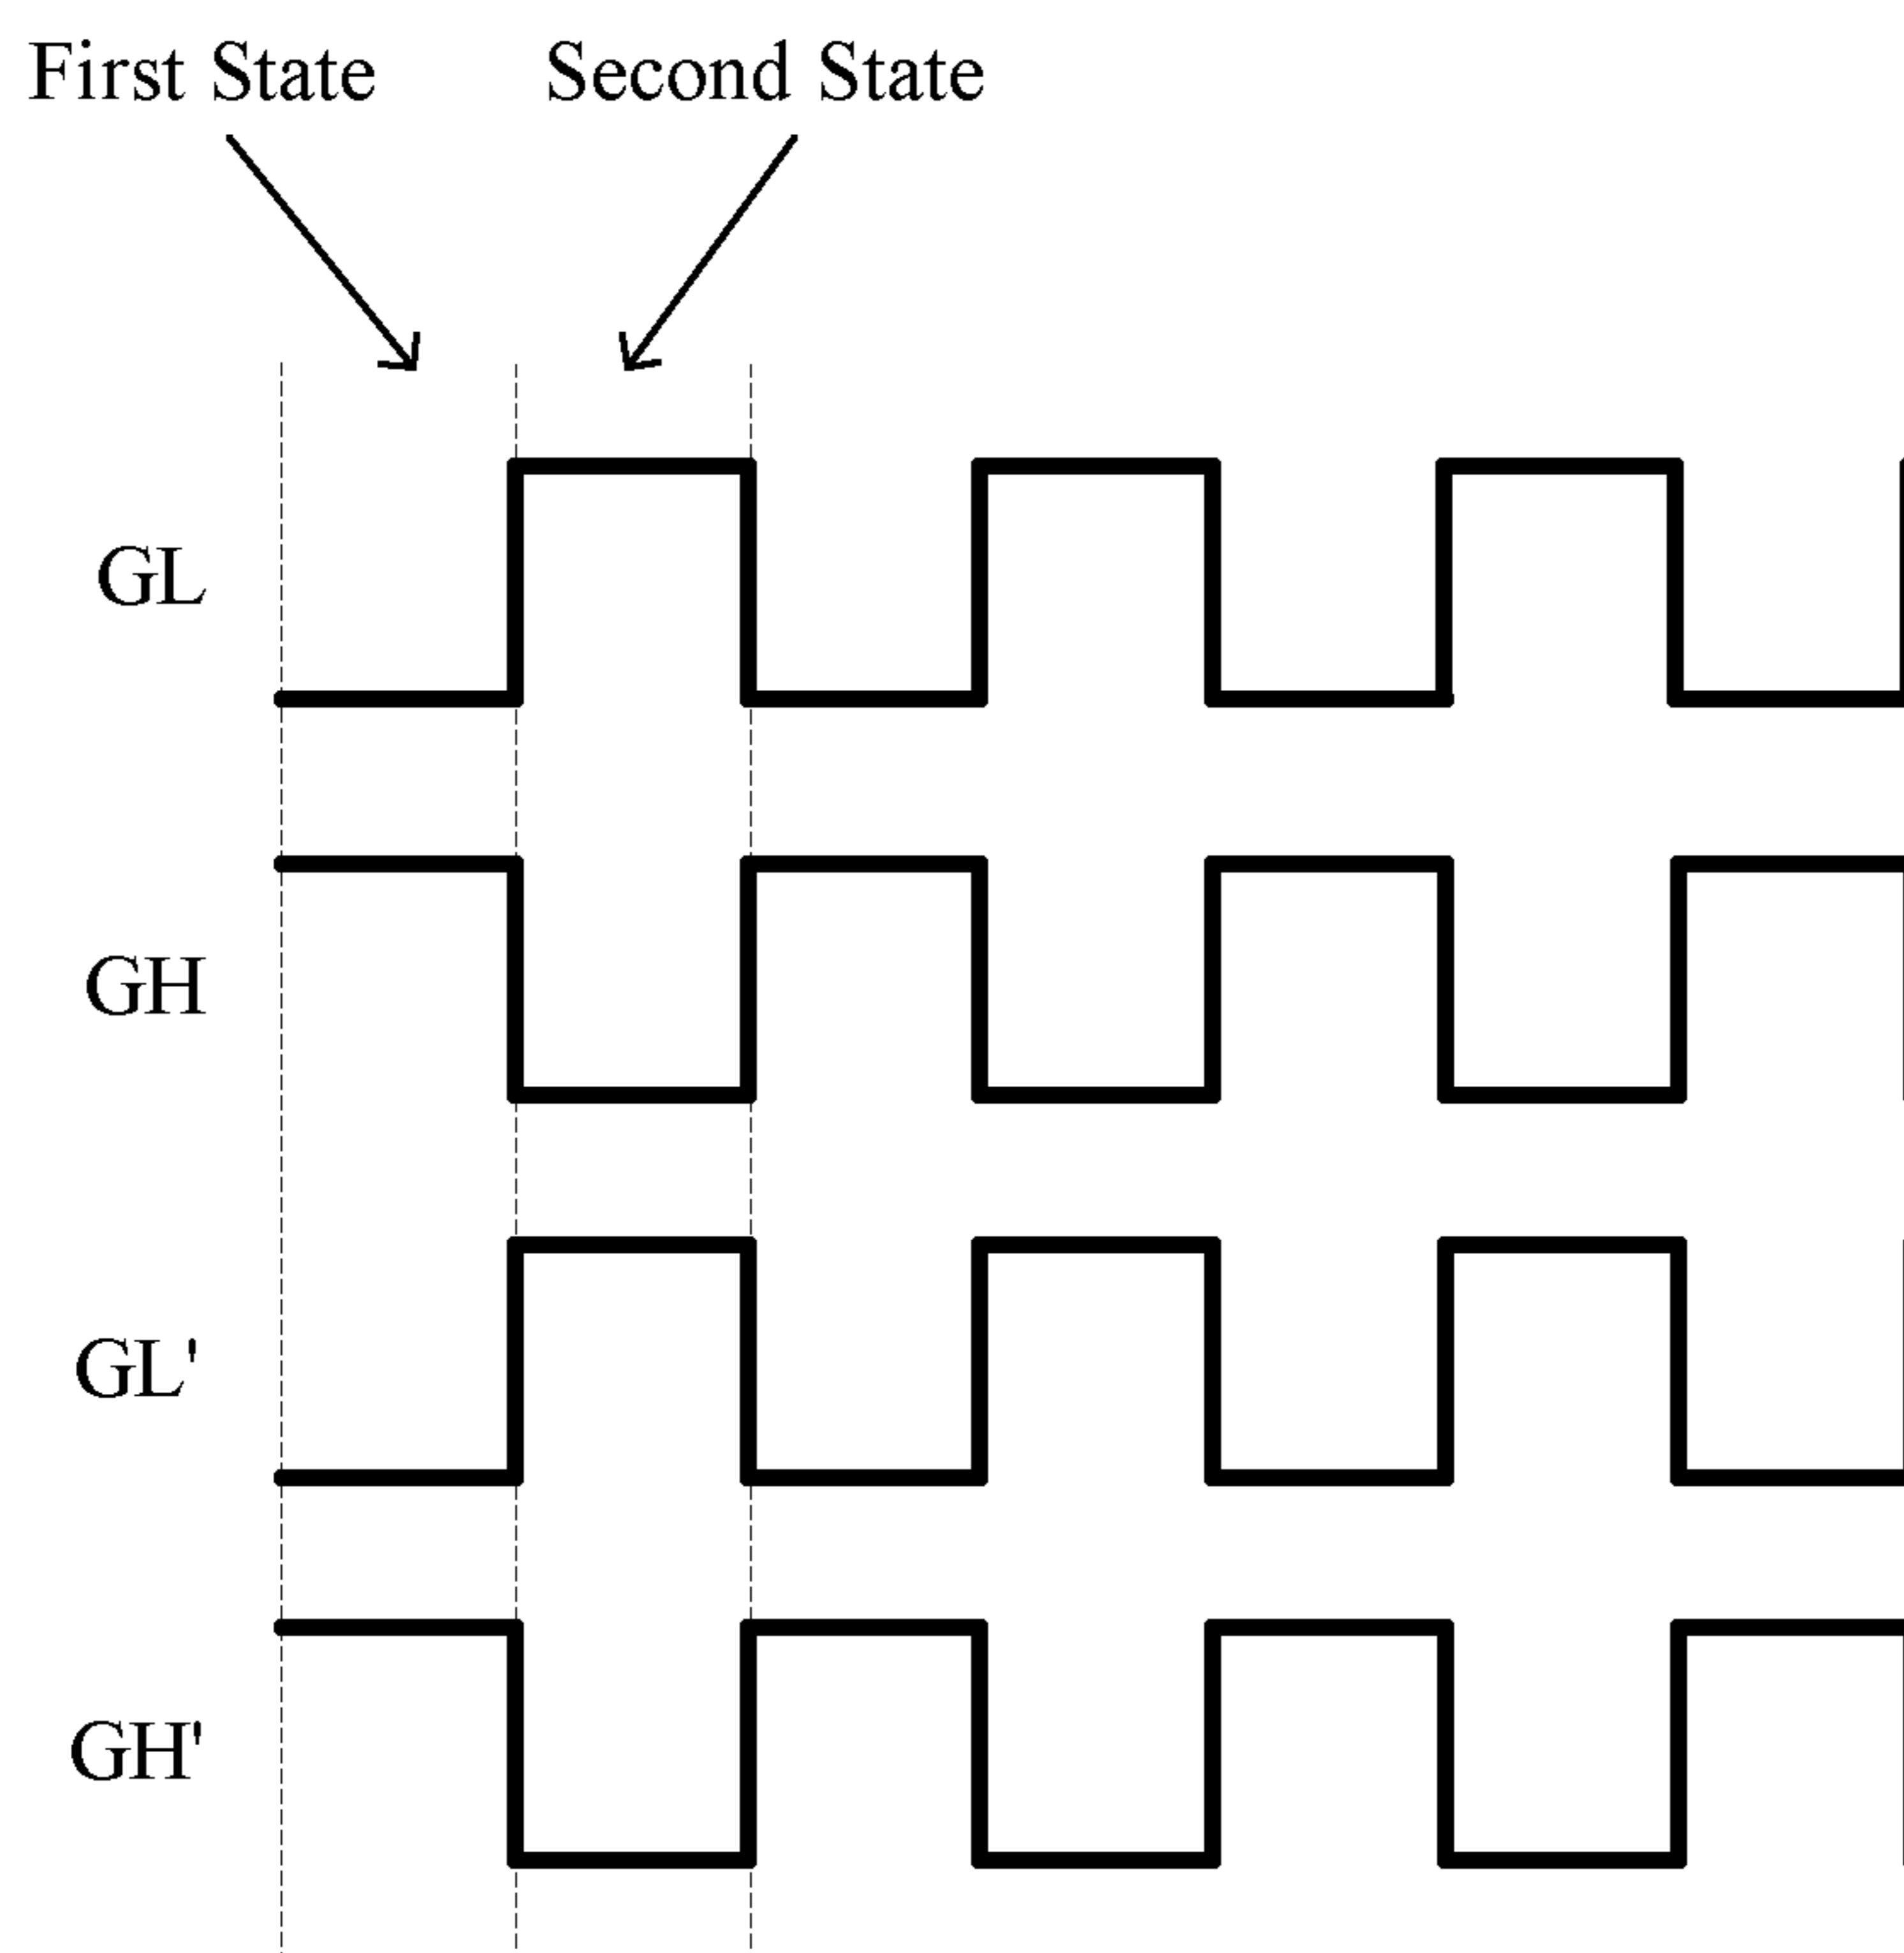 First State
Second State
GL
GH
GL'
GH'